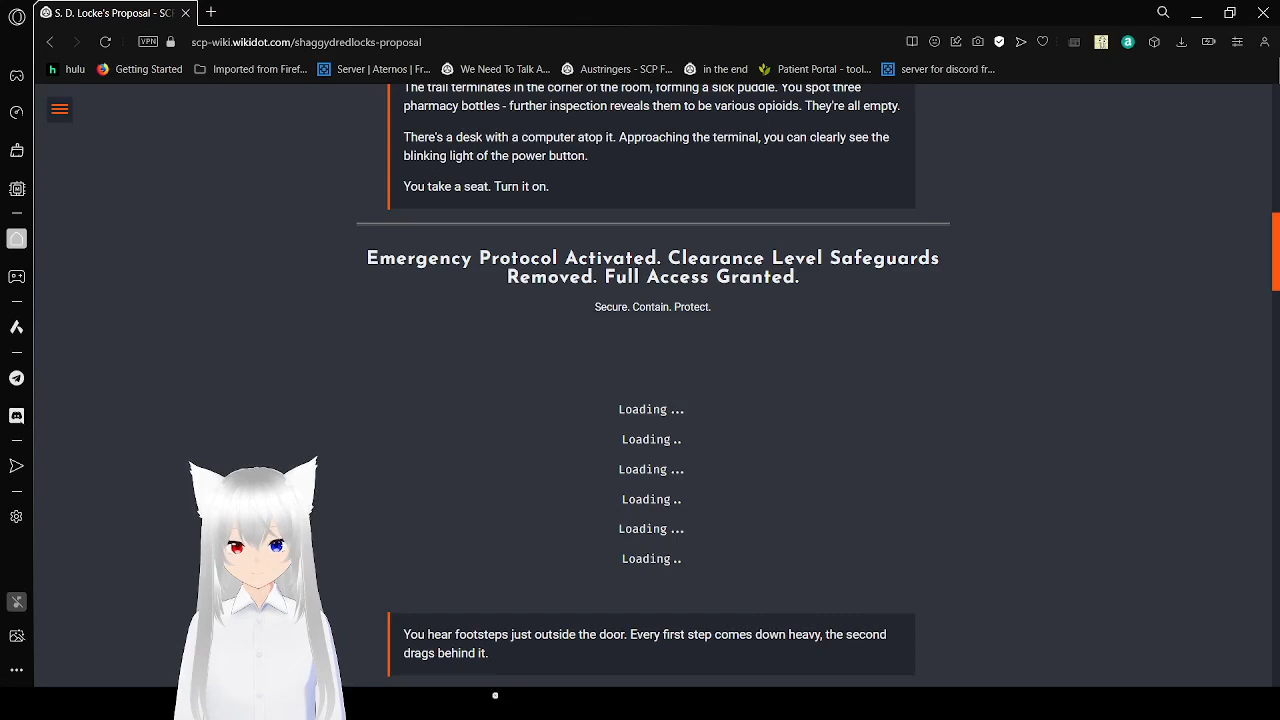 S. D. Locke's Proposal - SCP
VPN
scp-wiki.wikidot.com/shaggydredlocks-proposal
hulu
Getting Started
Imported from Firef...
Server | Aternos | Fr...
We Need To Talk A...
Austringers - SCP F...
in the end
Patient Portal - tool...
server for discord fr...
The trail terminates in the corner of the room, forming a sick puddle. You spot three
pharmacy bottles - further inspection reveals them to be various opioids. They're all empty.
There's a desk with a computer atop it. Approaching the terminal, you can clearly see the
blinking light of the power button.
You take a seat. Turn it on.
Emergency Protocol Activated. Clearance Level Safeguards
Removed. Full Access Granted.
Secure. Contain. Protect.
Loading ...
Loading ..
Loading ...
Loading ..
Loading ...
Loading ..
You hear footsteps just outside the door. Every first step comes down heavy, the second
drags behind it.